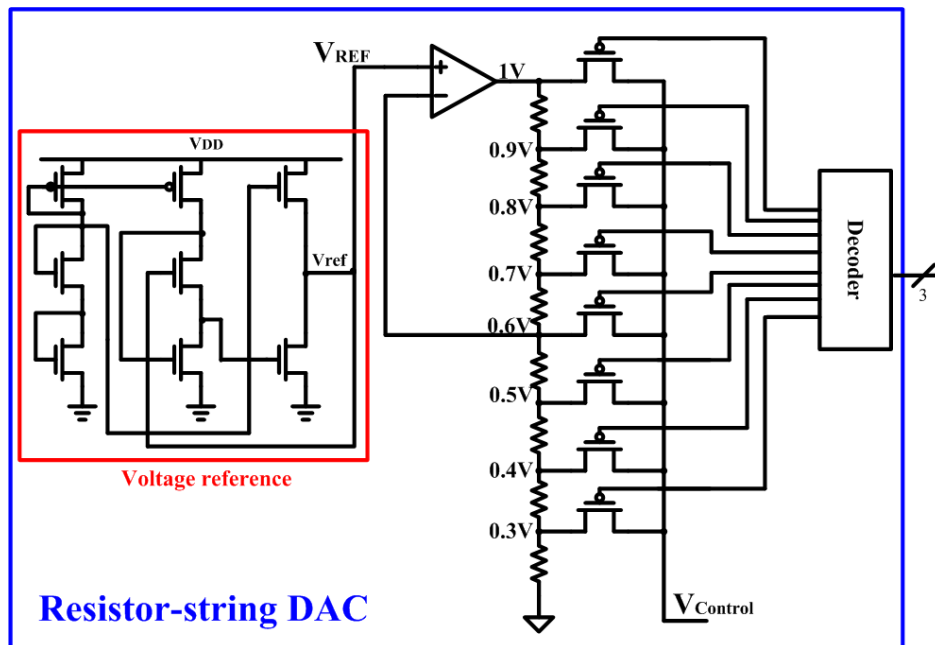 VREF
1V
VDD
0.9V
0.8V
Vref
0.7V
Decoder
3
0.6V
0.5V
0.4V
Voltage reference
0.3V
Resistor-string DAC
VControl